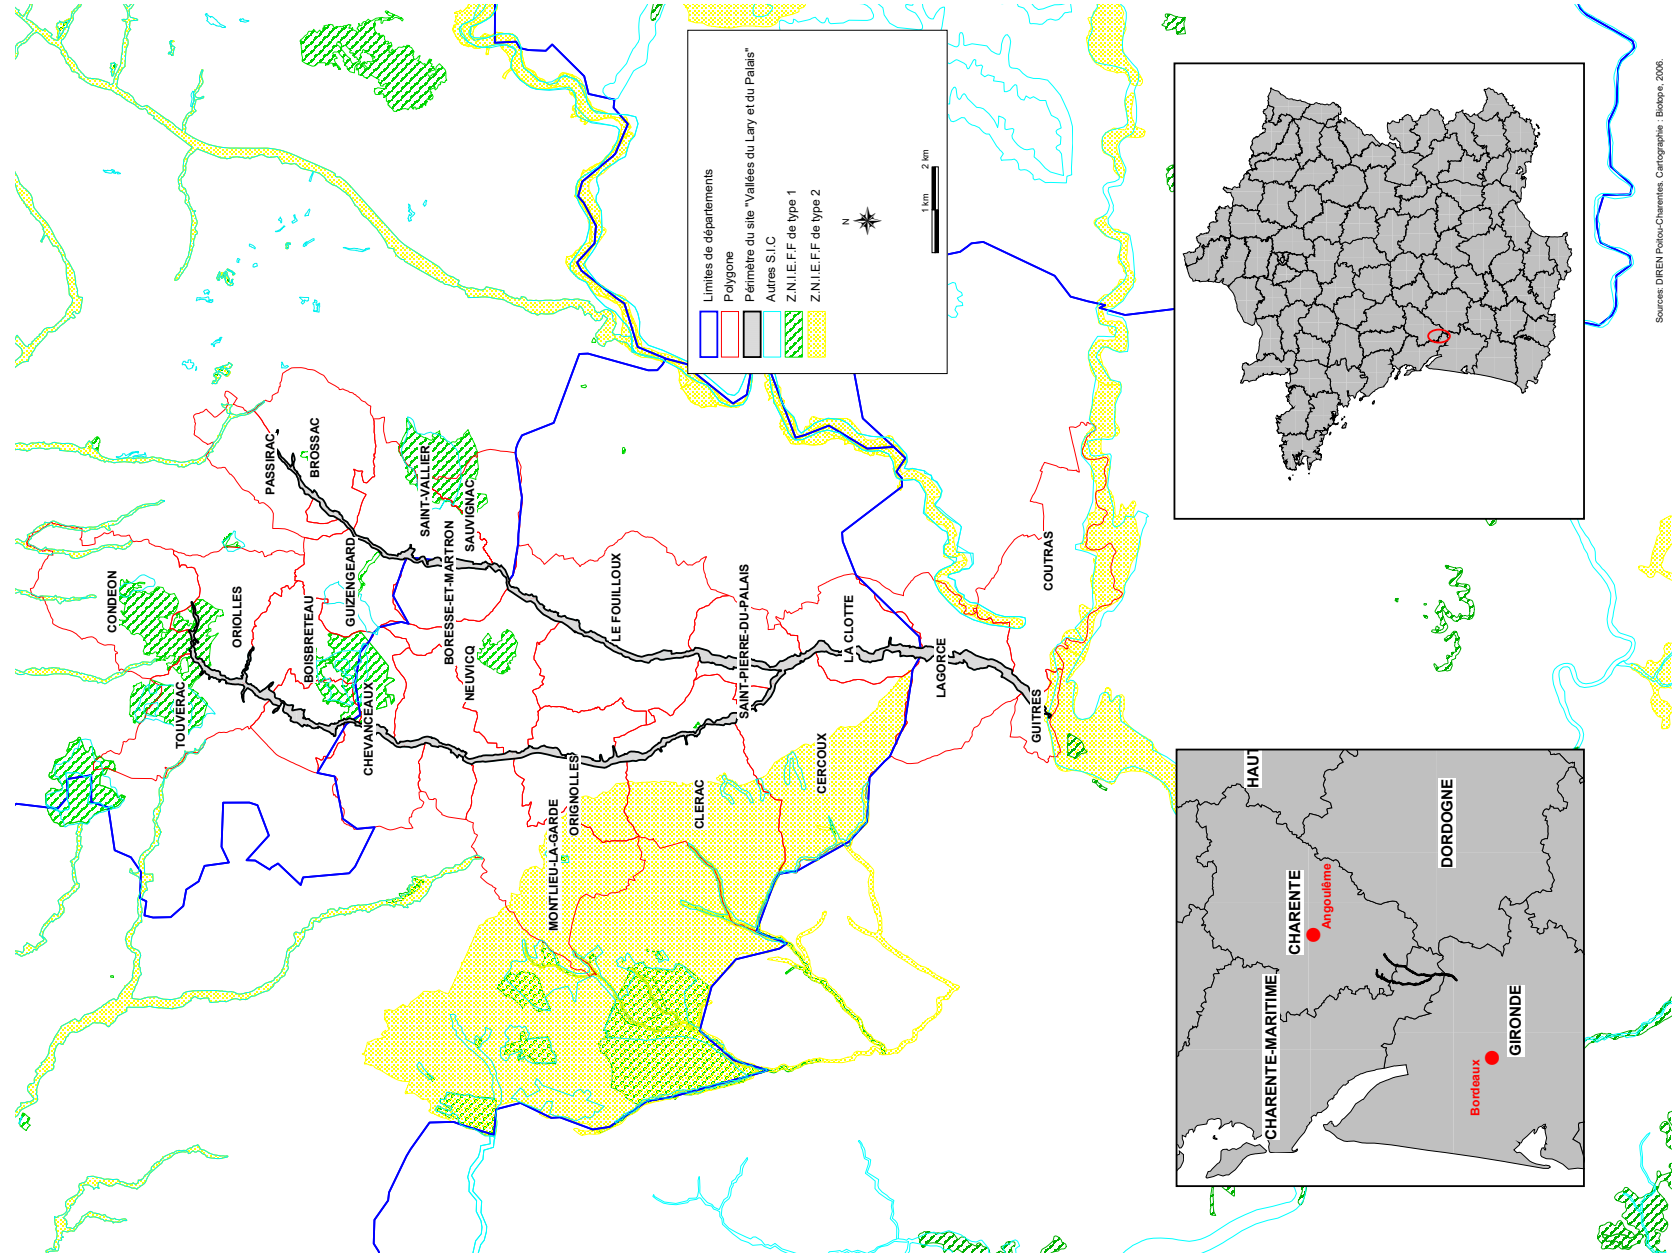 PASSIRAC
BROSSAC
CONDEON
SAINT-VALLIER
ORIOLLES
GUIZENGEARD
SAUVIGNAC
BOISBRETEAU
BORESSE-ET-MARTRON
TOUVERAC
NEUVICQ
LE FOUILLOUX
CHEVANCEAUX
SAINT-PIERRE-DU-PALAIS
LA CLOTTE
COUTRAS
ORIGNOLLES
MONTLIEU-LA-GARDE
CLERAC
CERCOUX
LAGORCE
GUITRES
Limites de départements
Polygone
Périmètre du site "Vallées du Lary et du Palais"
Autres S.I.C
Z.N.I.E.F.F de type 1
Z.N.I.E.F.F de type 2
N
1 km
2 km
HAUT
CHARENTE-MARITIME
CHARENTE
Angoulême
DORDOGNE
Bordeaux
GIRONDE
Sources: DIREN Poitou-Charentes. Cartographie : Biotope, 2006.